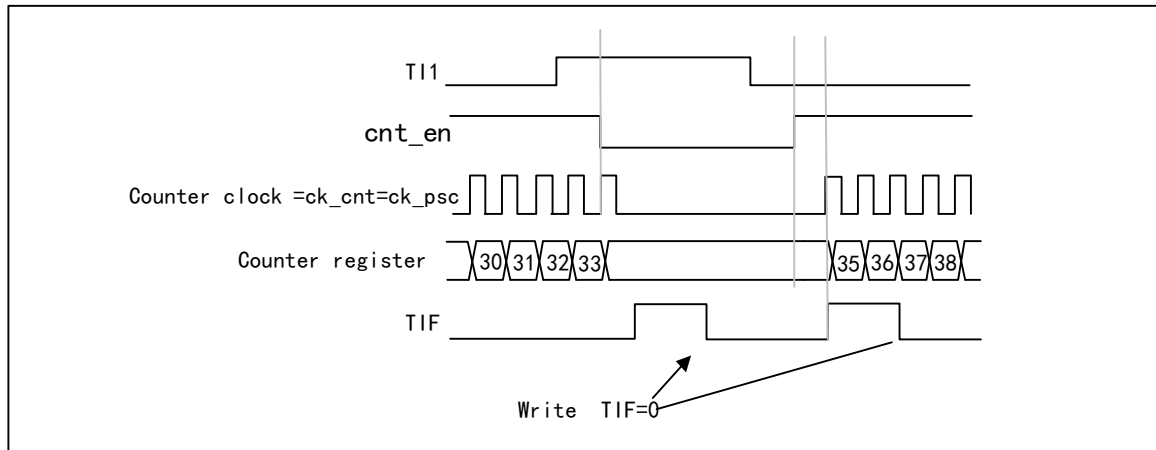 TI1
cnt_en
Counter clock =ck_cnt=ck_psc
Counter register 30 31 32 33 35 36 37 38
TIF
Write TIF=0